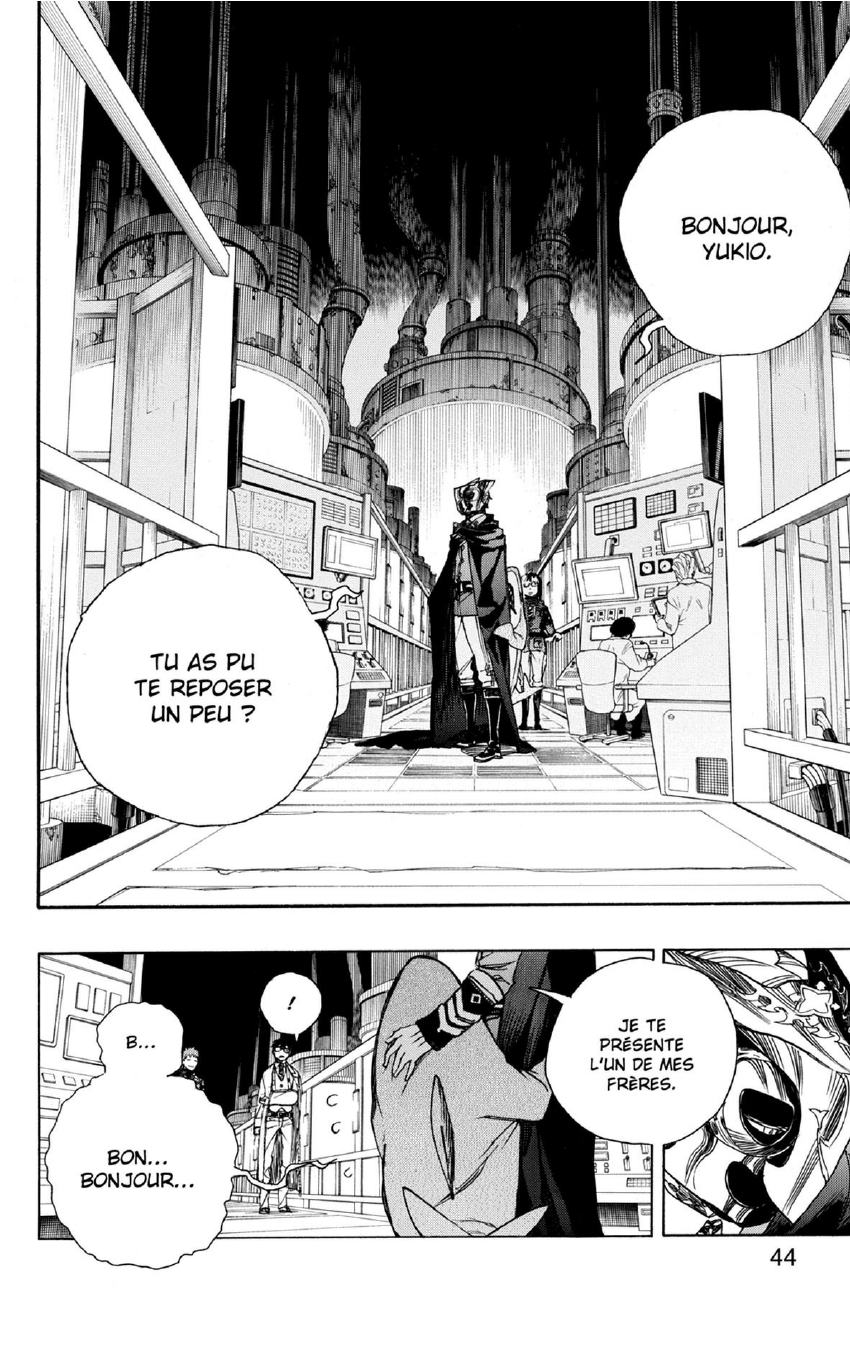 BONJOUR,
YUKIO.
TU AS PU
TE REPOSER
UN PEU ?
JE TE
PRÉSENTE
L'UN DE MES
FRÈRES.
!
B...
BON...
BONJOUR...
44